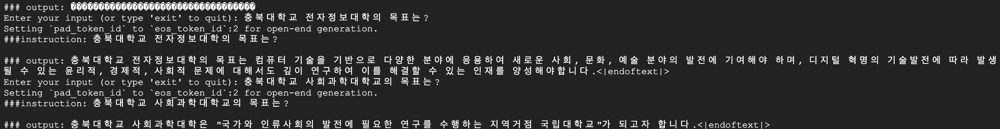 ### output: ���������������������������������
Enter your input (or type 'exit' to quit): 충북대학교 전자정보대학의 목표는?
Setting `pad_token_id` to `eos_token_id`:2 for open-end generation.
###instruction: 충북대학교 전자정보대학의 목표는?

### output: 충북대학교 전자정보대학의 목표는 컴퓨터 기술을 기반으로 다양한 분야에 응용하여 새로운 사회, 문화, 예술 분야의 발전에 기여해야 하며, 디지털 혁명의 기술발전에 따라 발생
될 수 있는 윤리적, 경제적, 사회적 문제에 대해서도 깊이 연구하여 이를 해결할 수 있는 인재를 양성해야합니다.<|endoftext|>
Enter your input (or type 'exit' to quit): 충북대학교 사회과학대학교의 목표는?
Setting `pad_token_id` to `eos_token_id`:2 for open-end generation.
###instruction: 충북대학교 사회과학대학교의 목표는?

### output: 충북대학교 사회과학대학은 "국가와 인류사회의 발전에 필요한 연구를 수행하는 지역거점 국립대학교"가 되고자 합니다.<|endoftext|>